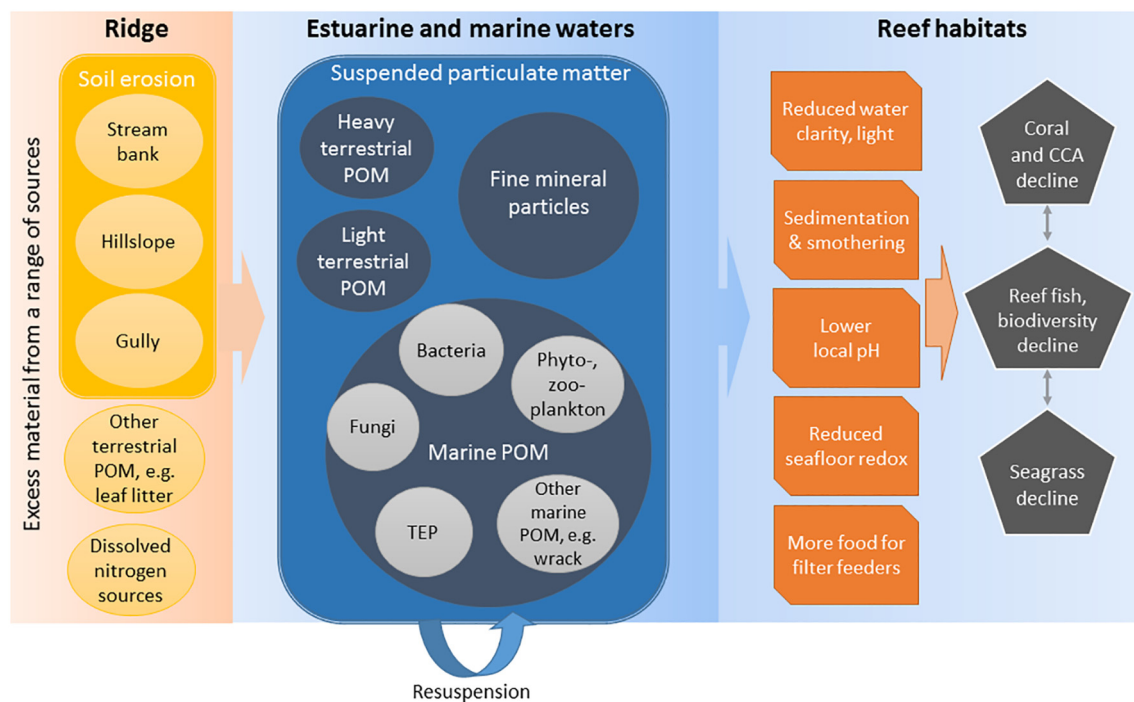 Ridge
Estuarine and marine waters
Reef habitats
Excess material from a range of sources
Soil erosion
Stream
bank
Hillslope
Gully
Other
terrestrial
POM, e.g.
leaf litter
Dissolved
nitrogen
sources
Suspended particulate matter
Heavy
terrestrial
POM
Fine mineral
particles
Light
terrestrial
POM
Bacteria
Phyto-,
zoo-
plankton
Fungi
Marine POM
TEP
Other
marine
POM, e.g.
wrack
Resuspension
Reduced water
clarity, light
Sedimentation
& smothering
Lower
local pH
Reduced
seafloor redox
More food for
filter feeders
Coral
and CCA
decline
Reef fish,
biodiversity
decline
Seagrass
decline